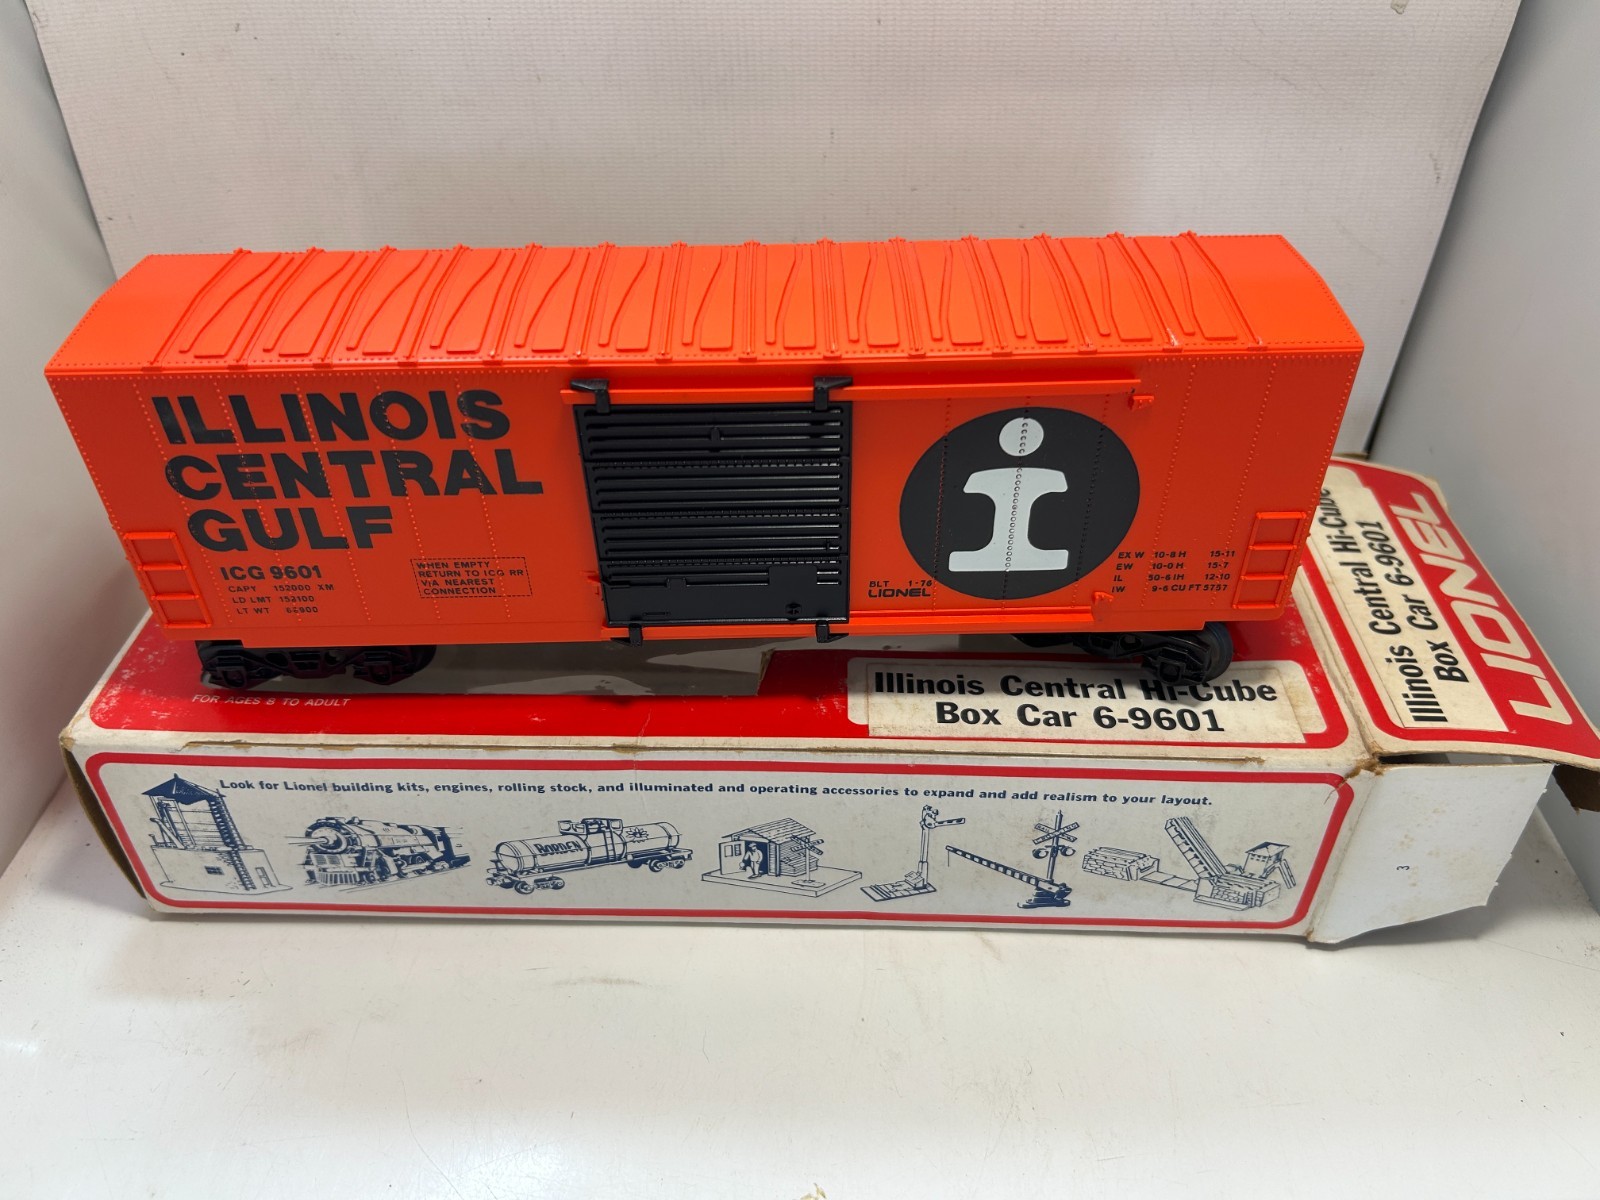 ILLINOIS
CENTRAL
GULF
ICG 9601
CAPY 152000 XM
LD LMT 152100
LT WT
WHEN EMPTY
RETURN TO ICG RR
VIA NEAREST
CONNECTION
i
BLT 1-76
LIONEL
EX W 10-8 H 15-11
EW 10-0 H 15-7
IL 50-6 IH 12-10
IW 9-6 CU FT 5757
FOR AGES 8 TO ADULT
Illinois Central Hi-Cube
Box Car 6-9601
Illinois Central Hi-Cube
Box Car 6-9601
LIONEL
Look for Lionel building kits, engines, rolling stock, and illuminated and operating accessories to expand and add realism to your layout.
BORDEN
3